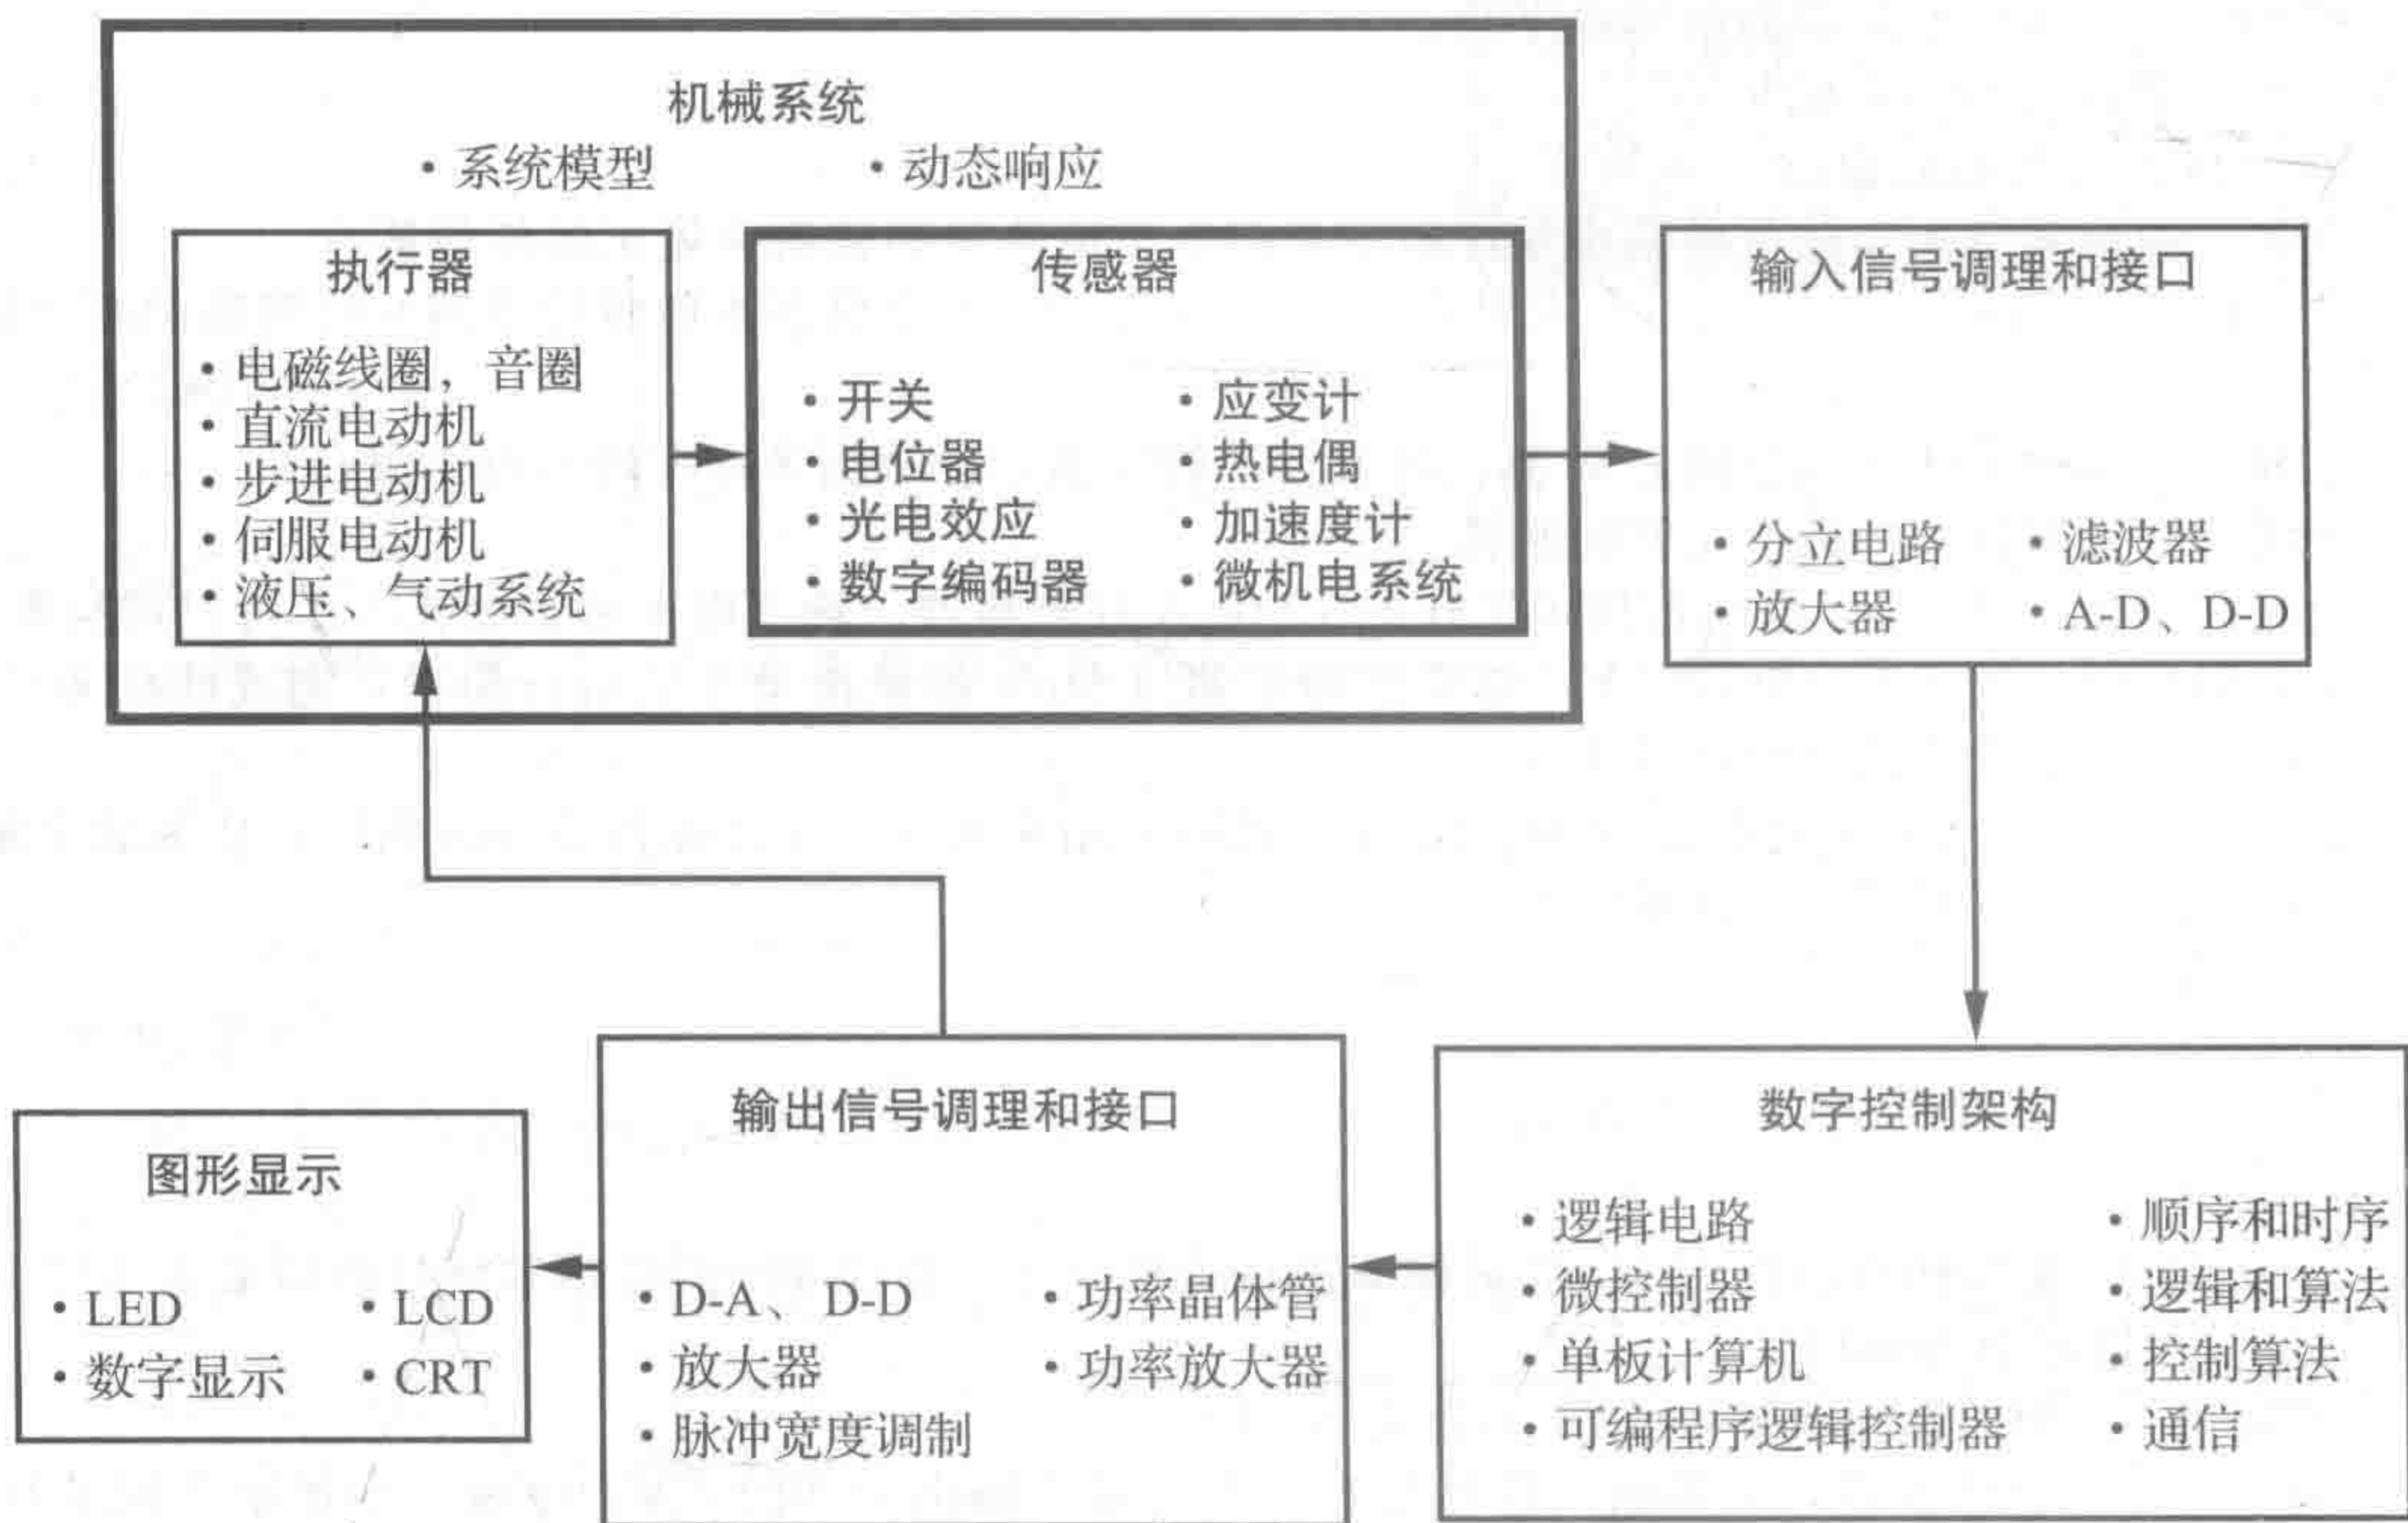 机械系统
·系统模型 ·动态响应
执行器
·电磁线圈，音圈
·直流电动机
·步进电动机
·伺服电动机
·液压、气动系统
传感器
·开关 ·应变计
·电位器 ·热电偶
·光电效应 ·加速度计
·数字编码器 ·微机电系统
输入信号调理和接口
·分立电路 ·滤波器
·放大器 ·A-D、D-D
数字控制架构
·逻辑电路 ·顺序和时序
·微控制器 ·逻辑和算法
·单板计算机 ·控制算法
·可编程序逻辑控制器 ·通信
输出信号调理和接口
·D-A、D-D ·功率晶体管
·放大器 ·功率放大器
·脉冲宽度调制
图形显示
·LED ·LCD
·数字显示 ·CRT